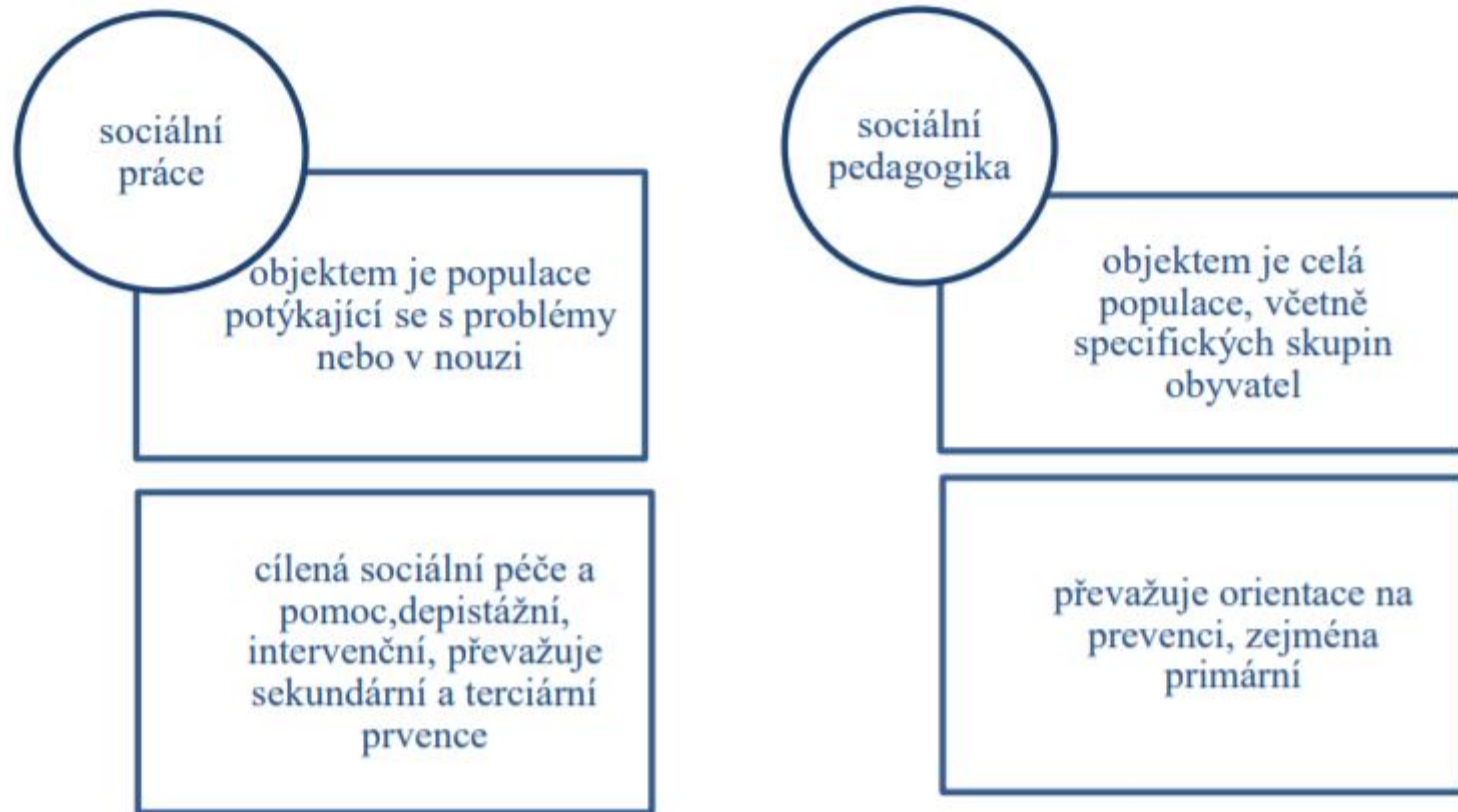 sociální
práce
objektem je populace
potýkající se s problémy
nebo v nouzi
cílená sociální péče a
pomoc,depistážní,
intervenční, převažuje
sekundární a terciární
prvence
sociální
pedagogika
objektem je celá
populace, včetně
specifických skupin
obyvatel
převažuje orientace na
prevenci, zejména
primární